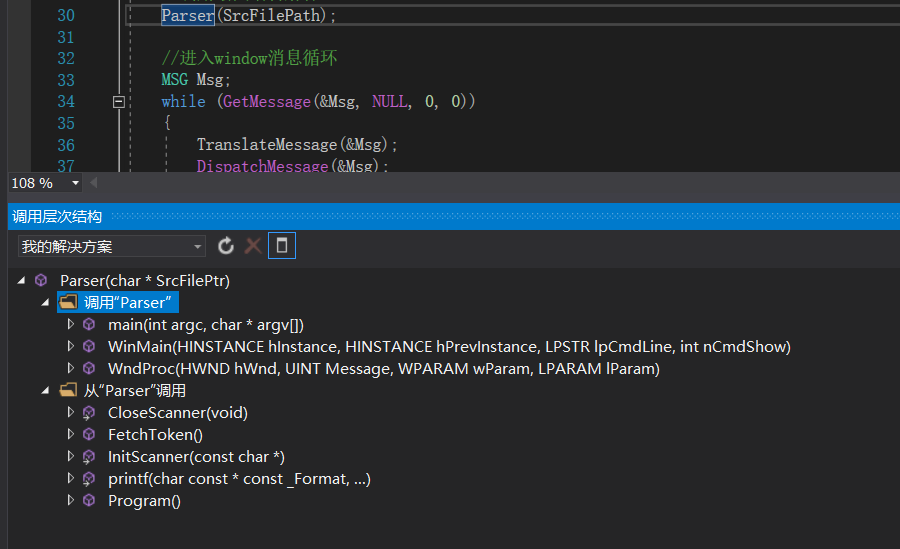 30 Parser(SrcFilePath);
31
32 //进入window消息循环
33 MSG Msg;
34 while (GetMessage(&Msg, NULL, 0, 0))
35 {
36 TranslateMessage(&Msg);
37 DispatchMessage(&Msg);
108 %
调用层次结构
我的解决方案
Parser(char * SrcFilePtr)
调用“Parser”
main(int argc, char * argv[])
WinMain(HINSTANCE hInstance, HINSTANCE hPrevInstance, LPSTR lpCmdLine, int nCmdShow)
WndProc(HWND hWnd, UINT Message, WPARAM wParam, LPARAM lParam)
从“Parser”调用
CloseScanner(void)
FetchToken()
InitScanner(const char *)
printf(char const * const _Format, ...)
Program()